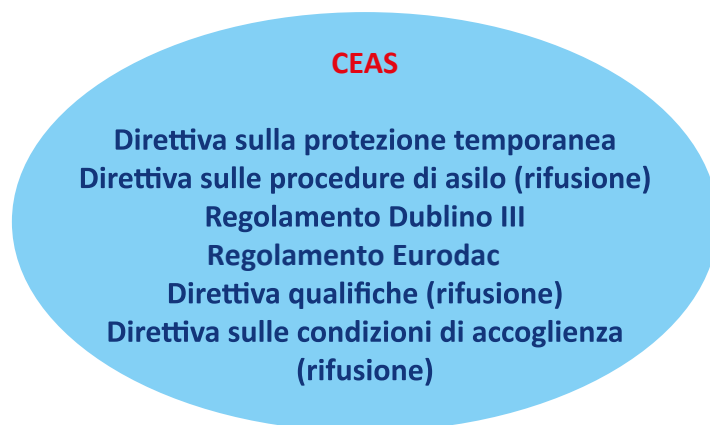 CEAS
Direttiva sulla protezione temporanea
Direttiva sulle procedure di asilo (rifusione)
Regolamento Dublino III
Regolamento Eurodac
Direttiva qualifiche (rifusione)
Direttiva sulle condizioni di accoglienza
(rifusione)